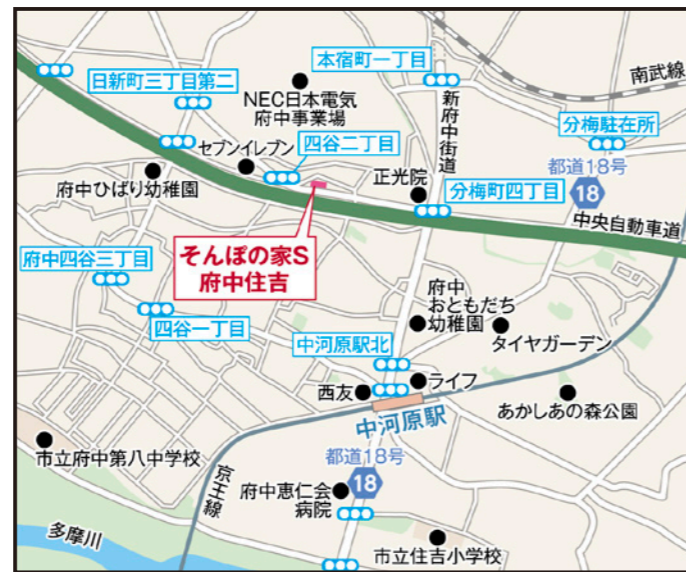 本宿町一丁目
南武線
日新町三丁目第二
NEC日本電気
府中事業場
新府中街道
分梅駐在所
四谷二丁目
セブンイレブン
都道18号
18
府中ひばり幼稚園
正光院
分梅町四丁目
中央自動車道
そんぽの家S
府中住吉
府中四谷三丁目
府中
おともだち
幼稚園
四谷一丁目
タイヤガーデン
中河原駅北
ライフ
西友
あかしあの森公園
中河原駅
市立府中第八中学校
都道18号
18
京王線
府中恵仁会
病院
多摩川
市立住吉小学校